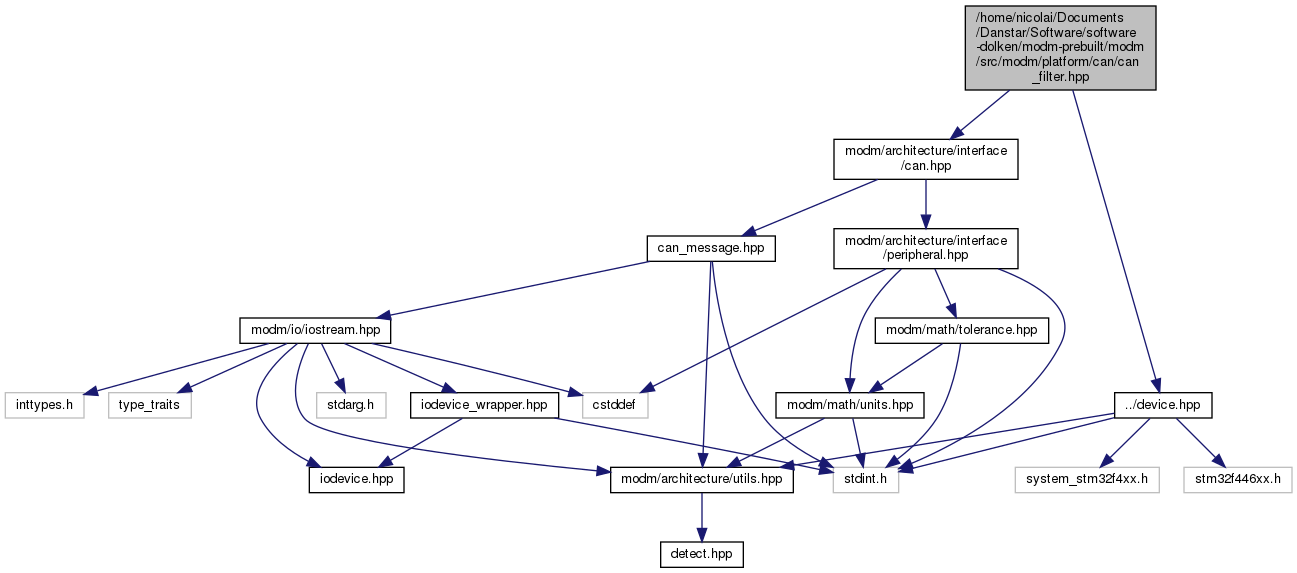 /home/nicolai/Documents
/Danstar/Software/software
-dolken/modm-prebuilt/modm
/src/modm/platform/can/can
_filter.hpp
modm/architecture/interface
/can.hpp
can_message.hpp
modm/architecture/interface
/peripheral.hpp
modm/io/iostream.hpp
modm/math/tolerance.hpp
inttypes.h
type_traits
stdarg.h
iodevice_wrapper.hpp
cstddef
modm/math/units.hpp
../device.hpp
iodevice.hpp
modm/architecture/utils.hpp
stdint.h
system_stm32f4xx.h
stm32f446xx.h
detect.hpp